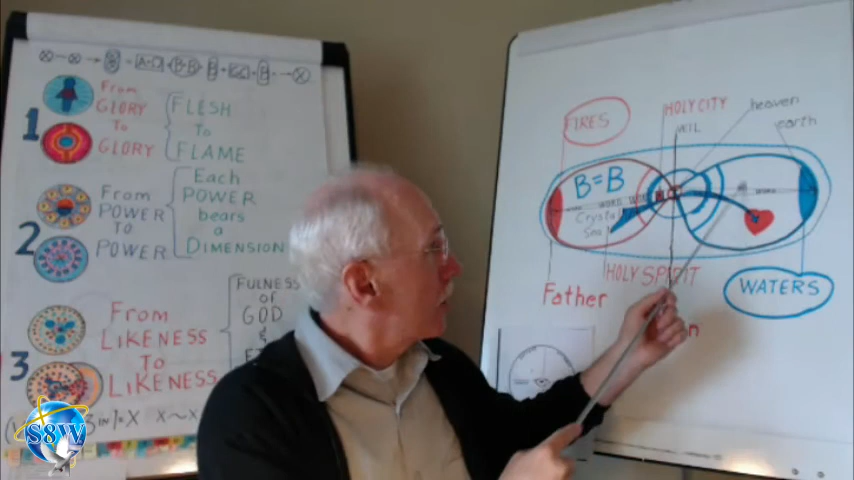 1
From
GLORY
To
GLORY
FLESH
To
FLAME
2
From
POWER
TO
POWER
Each
POWER
bears
a
DIMENSION
3
From
LIKENESS
To
LIKENESS
FULNESS
OF
GOD
&
S8W
FIRES
HOLY CITY
heaven
earth
B=B
WORD
Sea
HOLY SPIRIT
Father
WATERS